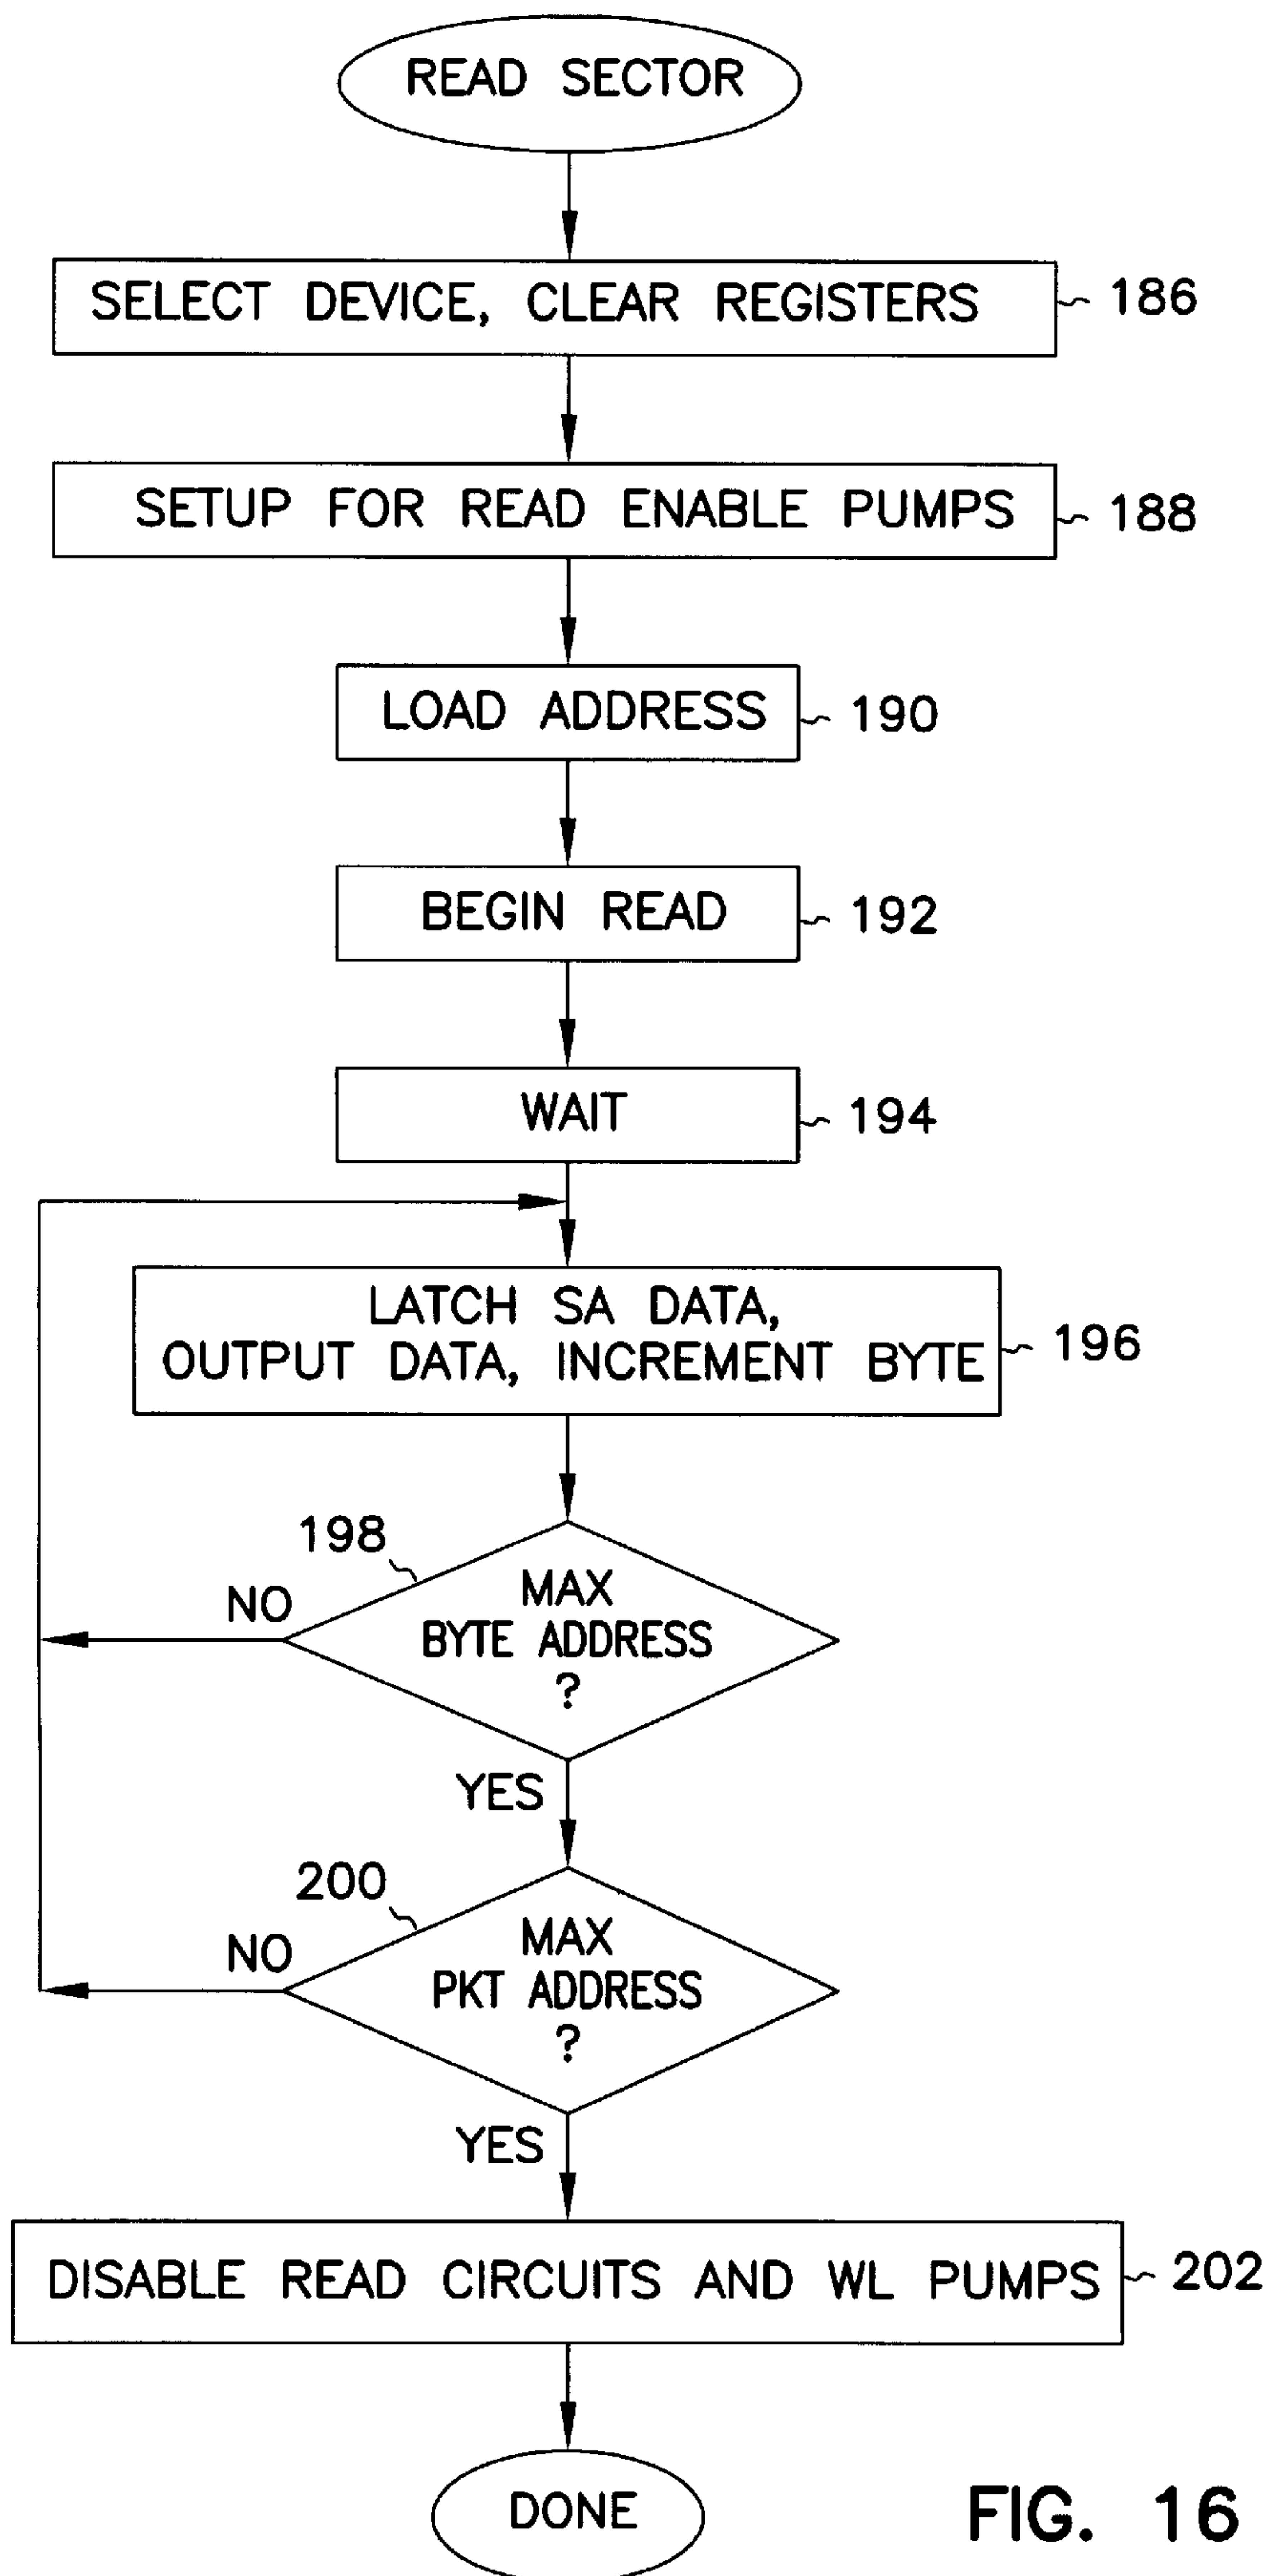 READ SECTOR
SELECT DEVICE, CLEAR REGISTERS
186
SETUP FOR READ ENABLE PUMPS
188
LOAD ADDRESS
190
BEGIN READ
192
WAIT
194
LATCH SA DATA,
OUTPUT DATA, INCREMENT BYTE
196
198
NO
MAX
BYTE ADDRESS
?
YES
200
NO
MAX
PKT ADDRESS
?
YES
DISABLE READ CIRCUITS AND WL PUMPS
202
DONE
FIG. 16